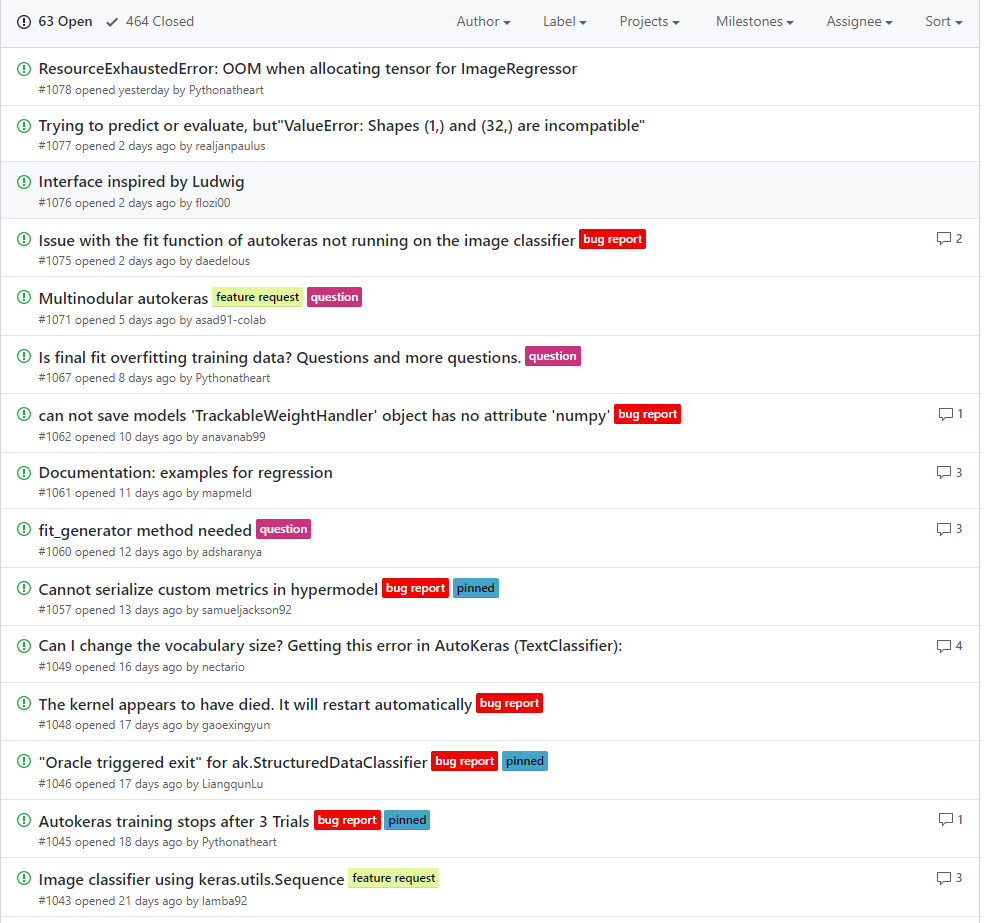 63 Open 464 Closed Author Label Projects Milestones Assignee Sort
ResourceExhaustedError: OOM when allocating tensor for ImageRegressor
#1078 opened yesterday by Pythonatheart
Trying to predict or evaluate, but"ValueError: Shapes (1,) and (32,) are incompatible"
#1077 opened 2 days ago by realjanpaulus
Interface inspired by Ludwig
#1076 opened 2 days ago by flozi00
Issue with the fit function of autokeras not running on the image classifier bug report 2
#1075 opened 2 days ago by daedelous
Multinodular autokeras feature request question
#1071 opened 5 days ago by asad91-colab
Is final fit overfitting training data? Questions and more questions. question
#1067 opened 8 days ago by Pythonatheart
can not save models 'TrackableWeightHandler' object has no attribute 'numpy' bug report 1
#1062 opened 10 days ago by anavanab99
Documentation: examples for regression 3
#1061 opened 11 days ago by mapmeld
fit_generator method needed question 3
#1060 opened 12 days ago by adsharanya
Cannot serialize custom metrics in hypermodel bug report pinned
#1057 opened 13 days ago by samueljackson92
Can I change the vocabulary size? Getting this error in AutoKeras (TextClassifier): 4
#1049 opened 16 days ago by nectario
The kernel appears to have died. It will restart automatically bug report
#1048 opened 17 days ago by gaoexingyun
"Oracle triggered exit" for ak.StructuredDataClassifier bug report pinned
#1046 opened 17 days ago by LiangqunLu
Autokeras training stops after 3 Trials bug report pinned 1
#1045 opened 18 days ago by Pythonatheart
Image classifier using keras.utils.Sequence feature request 3
#1043 opened 21 days ago by lamba92